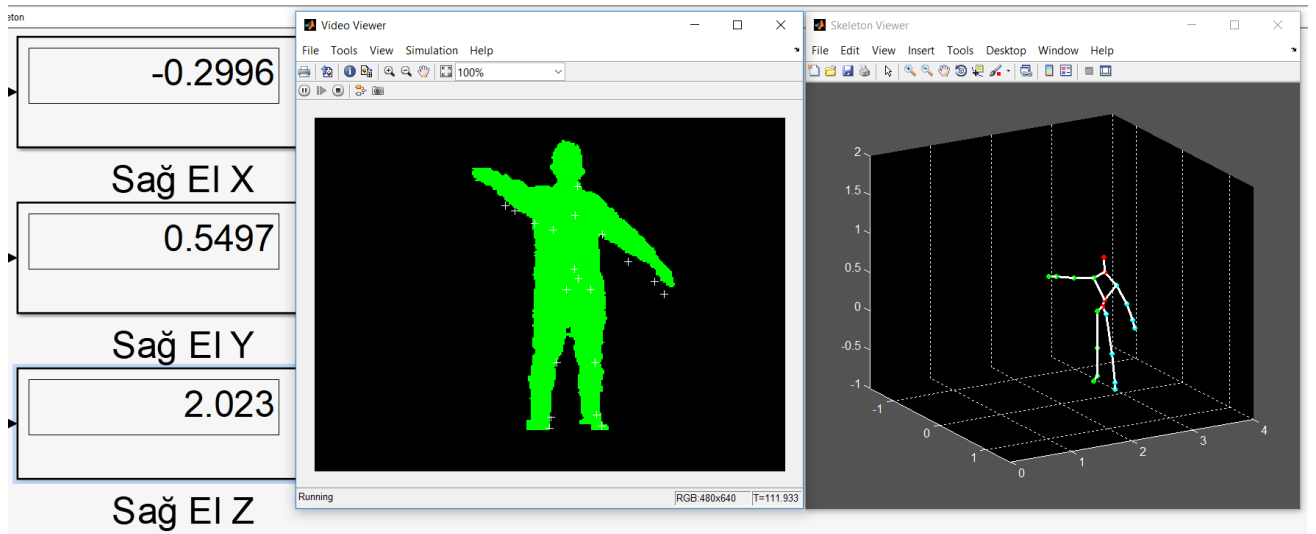 eton
-0.2996
Sağ El X
0.5497
Sağ El Y
2.023
Sağ El Z
Video Viewer
File Tools View Simulation Help
100%
Running
RGB:480x640
T=111.933
Skeleton Viewer
File Edit View Insert Tools Desktop Window Help
2
1.5
1
0.5
0
-0.5
-1
-1
0
1
0
1
2
3
4